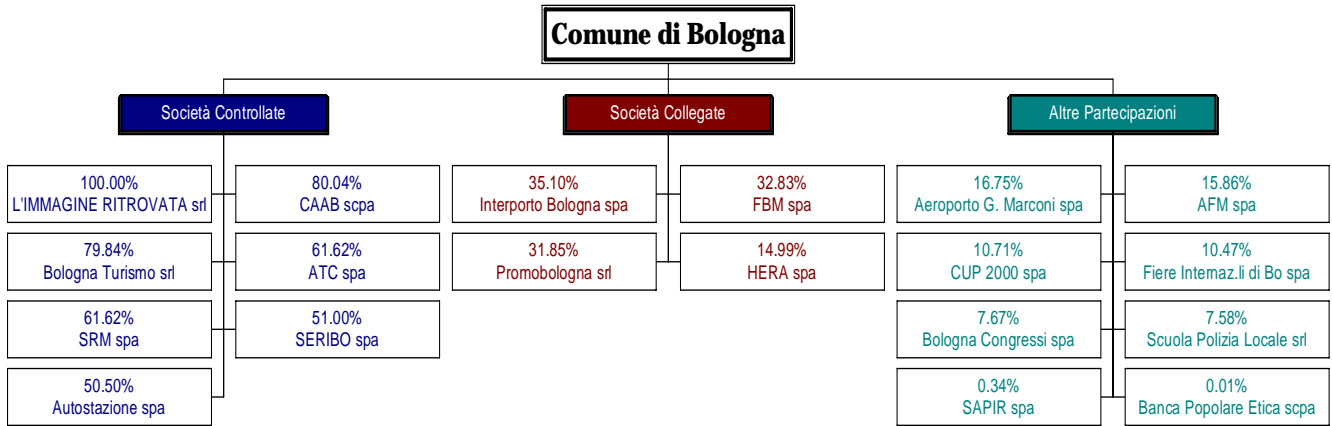 Comune di Bologna
Società Controllate
Società Collegate
Altre Partecipazioni
100.00%
L'IMMAGINE RITROVATA srl
80.04%
CAAB scpa
79.84%
Bologna Turismo srl
61.62%
ATC spa
61.62%
SRM spa
51.00%
SERIBO spa
50.50%
Autostazione spa
35.10%
Interporto Bologna spa
32.83%
FBM spa
31.85%
Promobologna srl
14.99%
HERA spa
16.75%
Aeroporto G. Marconi spa
15.86%
AFM spa
10.71%
CUP 2000 spa
10.47%
Fiere Internaz.li di Bo spa
7.67%
Bologna Congressi spa
7.58%
Scuola Polizia Locale srl
0.34%
SAPIR spa
0.01%
Banca Popolare Etica scpa